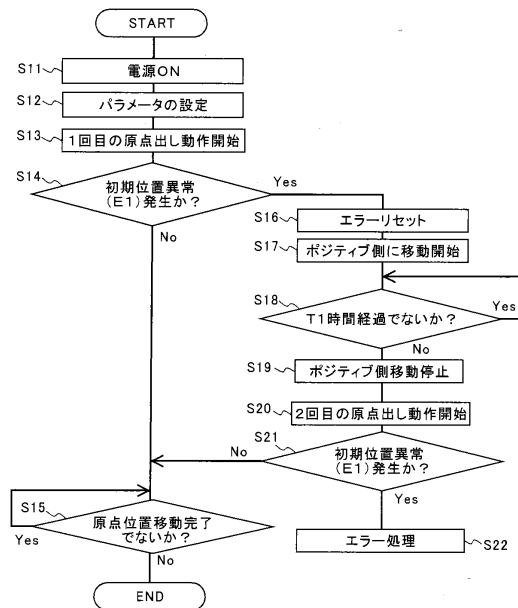 START
S11
電源ON
S12
パラメータの設定
S13
1回目の原点出し動作開始
S14
初期位置異常
(E1)発生か?
Yes
No
S16
エラーリセット
S17
ポジティブ側に移動開始
S18
T1時間経過でないか?
Yes
No
S19
ポジティブ側移動停止
S20
2回目の原点出し動作開始
S21
初期位置異常
(E1)発生か?
No
Yes
S22
エラー処理
S15
原点位置移動完了
でないか?
Yes
No
END